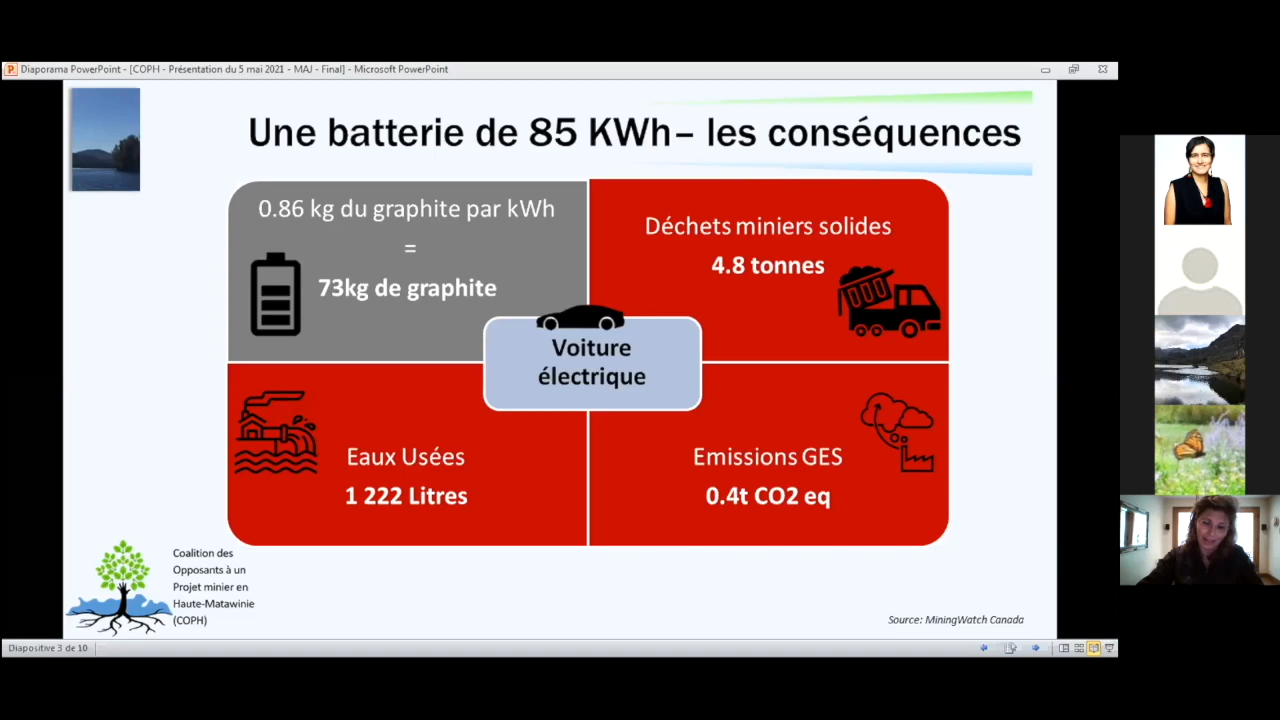 Diaporama PowerPoint - [COPH - Présentation du 5 mai 2021 - MAJ - Final] - Microsoft PowerPoint
Une batterie de 85 KWh– les conséquences
0.86 kg du graphite par kWh
=
73kg de graphite
Déchets miniers solides
4.8 tonnes
Voiture
électrique
Eaux Usées
1 222 Litres
Emissions GES
0.4t CO2 eq
Coalition des
Opposants à un
Projet minier en
Haute-Matawinie
(COPH)
Source: MiningWatch Canada
Diapositive 3 de 10